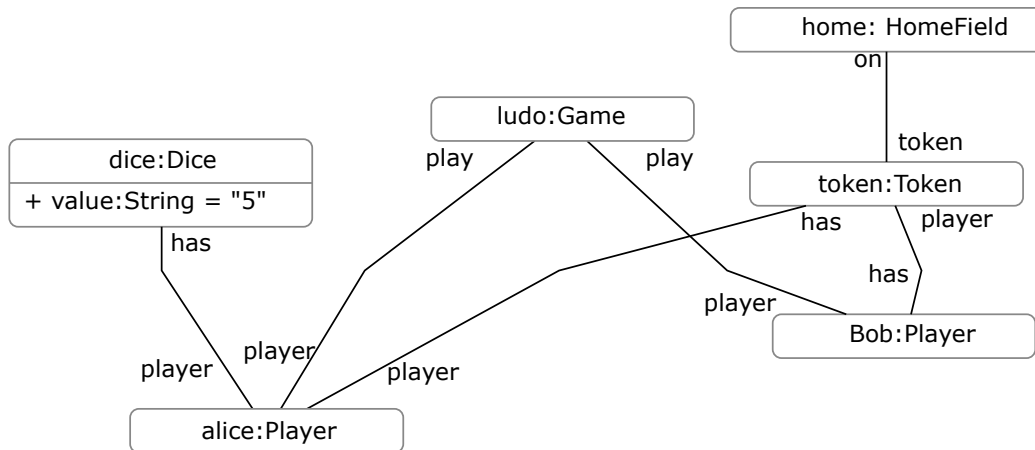 home: HomeField
on
ludo:Game
play
play
dice:Dice
+ value:String = "5"
token
token:Token
has
has
player
has
player
player
player
player
Bob:Player
alice:Player